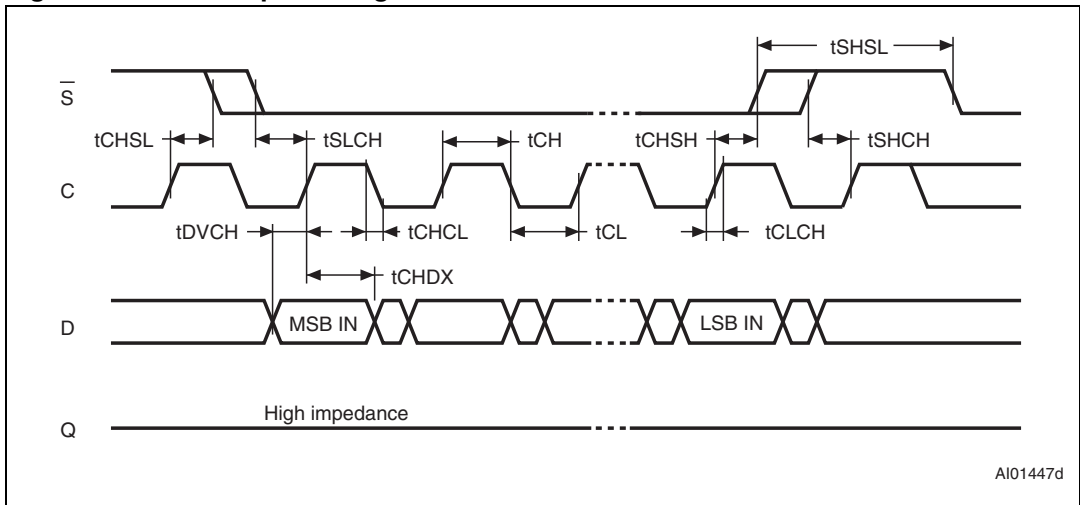 tSHSL
S
tCHSL
tSLCH
tCH
tCHSH
tSHCH
C
tDVCH
tCHCL
tCL
tCLCH
tCHDX
D
MSB IN
LSB IN
High impedance
Q
AI01447d